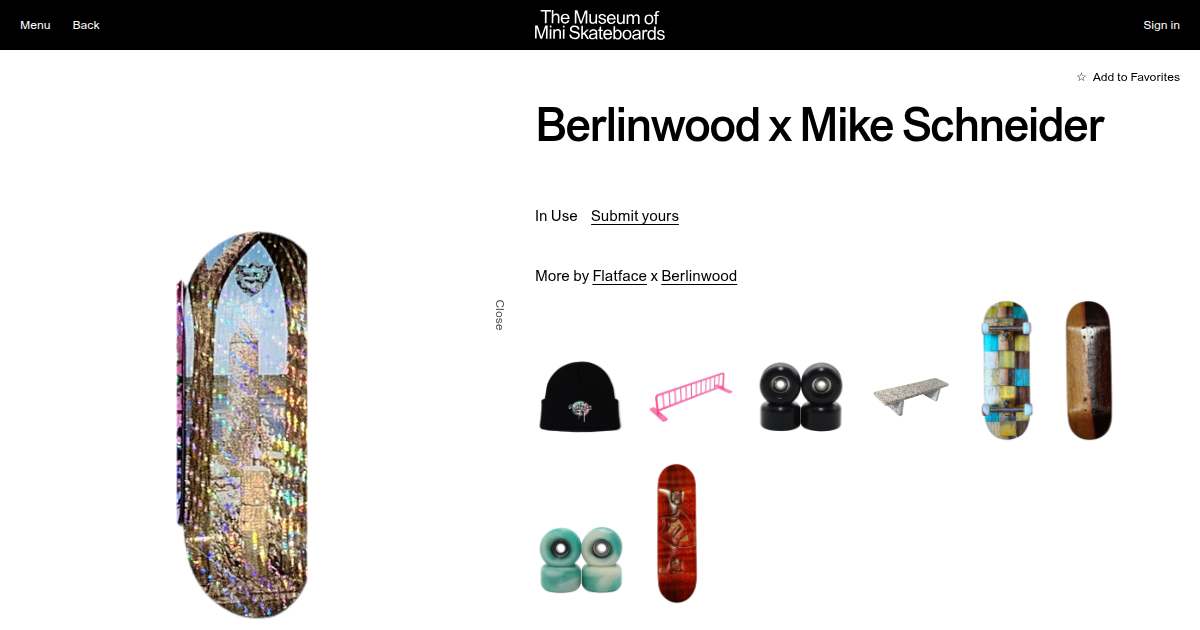 Menu Back
The Museum of
Mini Skateboards
Sign in
☆ Add to Favorites
Berlinwood x Mike Schneider
In Use Submit yours
More by Flatface x Berlinwood
Close